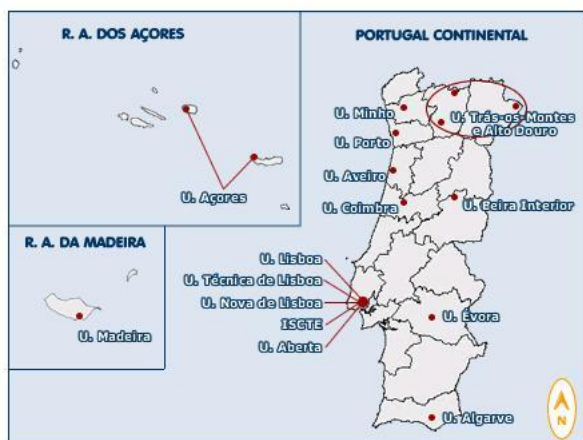 R. A. DOS AÇORES
U. Açores
R. A. DA MADEIRA
U. Madeira
PORTUGAL CONTINENTAL
U. Minho
U. Trás-os-Montes
e Alto Douro
U. Porto
U. Aveiro
U. Coimbra
U. Beira Interior
U. Lisboa
U. Técnica de Lisboa
U. Nova de Lisboa
ISCTE
U. Aberta
U. Évora
U. Algarve
N